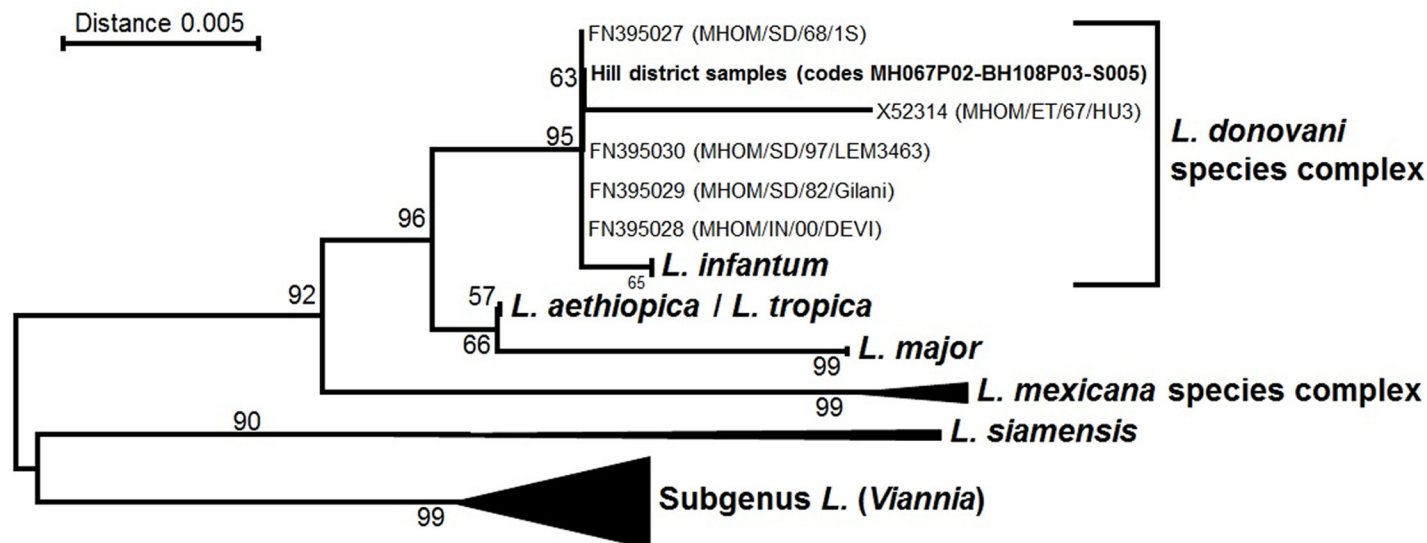 Distance 0.005
FN395027 (MHOM/SD/68/1S)
63
Hill district samples (codes MH067P02-BH108P03-S005)
X52314 (MHOM/ET/67/HU3)
95
FN395030 (MHOM/SD/97/LEM3463)
FN395029 (MHOM/SD/82/Gilani)
FN395028 (MHOM/IN/00/DEVI)
L. donovani
species complex
96
L. infantum
65
92
57
L. aethiopica / L. tropica
66
L. major
99
L. mexicana species complex
99
90
L. siamensis
Subgenus L. (Viannia)
99